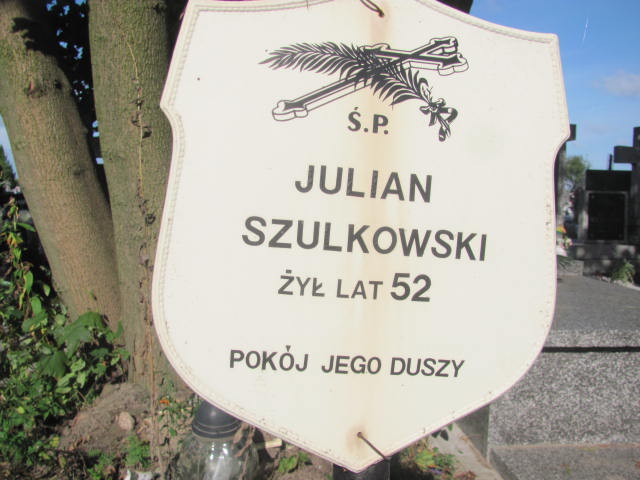 Ś.P.
JULIAN
SZULKOWSKI
ŻYŁ LAT 52
POKÓJ JEGO DUSZY